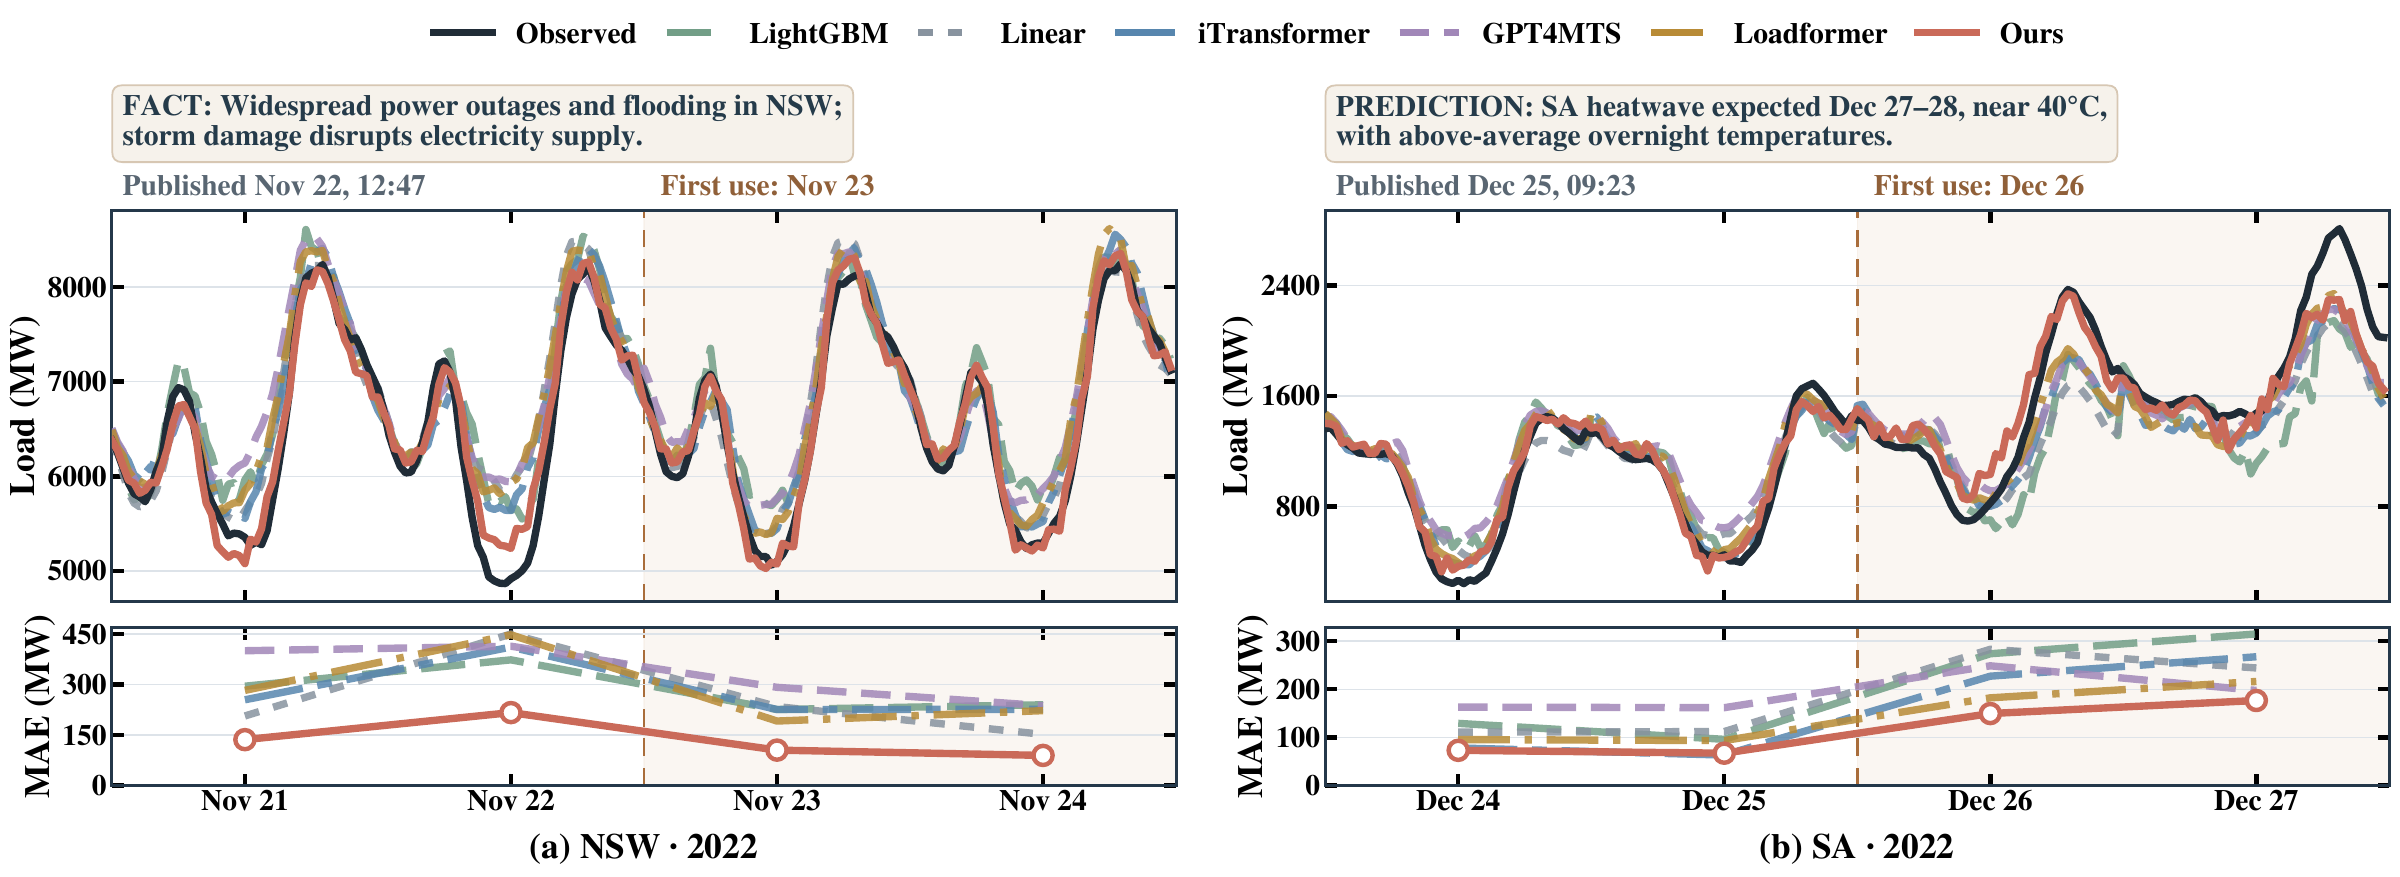 Observed LightGBM Linear iTransformer GPT4MTS Loadformer Ours
FACT: Widespread power outages and flooding in NSW;
storm damage disrupts electricity supply.
Published Nov 22, 12:47
First use: Nov 23
Load (MW)
8000
7000
6000
5000
MAE (MW)
450
300
150
0
Nov 21 Nov 22 Nov 23 Nov 24
(a) NSW · 2022
PREDICTION: SA heatwave expected Dec 27–28, near 40°C,
with above-average overnight temperatures.
Published Dec 25, 09:23
First use: Dec 26
Load (MW)
2400
1600
800
MAE (MW)
300
200
100
0
Dec 24 Dec 25 Dec 26 Dec 27
(b) SA · 2022